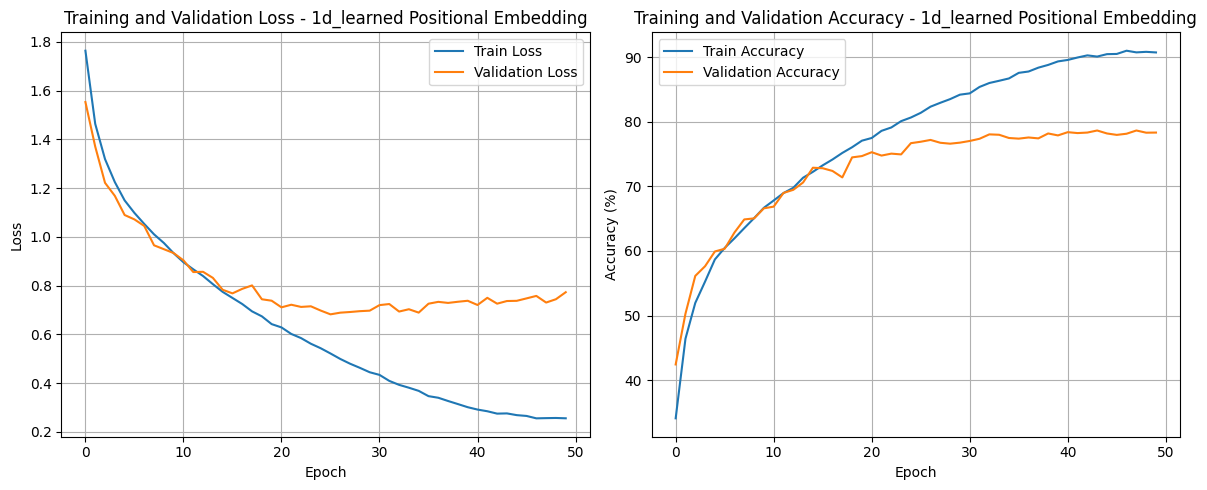 Training and Validation Loss - 1d_learned Positional Embedding
1.8
1.6
1.4
1.2
1.0
0.8
0.6
0.4
0.2
Loss
Train Loss
Validation Loss
0
10
20
30
40
50
Epoch
Training and Validation Accuracy - 1d_learned Positional Embedding
90
80
70
60
50
40
Accuracy (%)
Train Accuracy
Validation Accuracy
0
10
20
30
40
50
Epoch